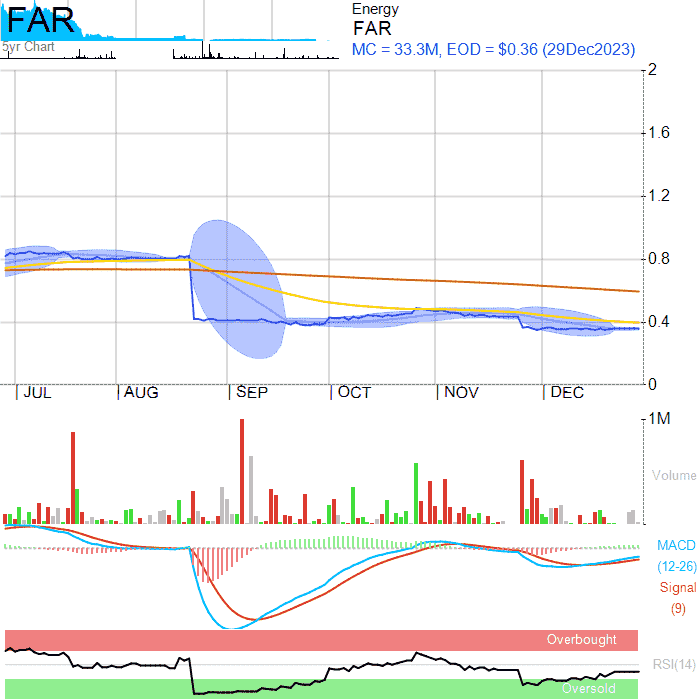 FAR
5yr Chart
Energy
FAR
MC = 33.3M, EOD = $0.36 (29Dec2023)
2
1.6
1.2
0.8
0.4
0
JUL AUG SEP OCT NOV DEC
1M
Volume
MACD
(12-26)
Signal
(9)
Overbought
RSI(14)
Oversold